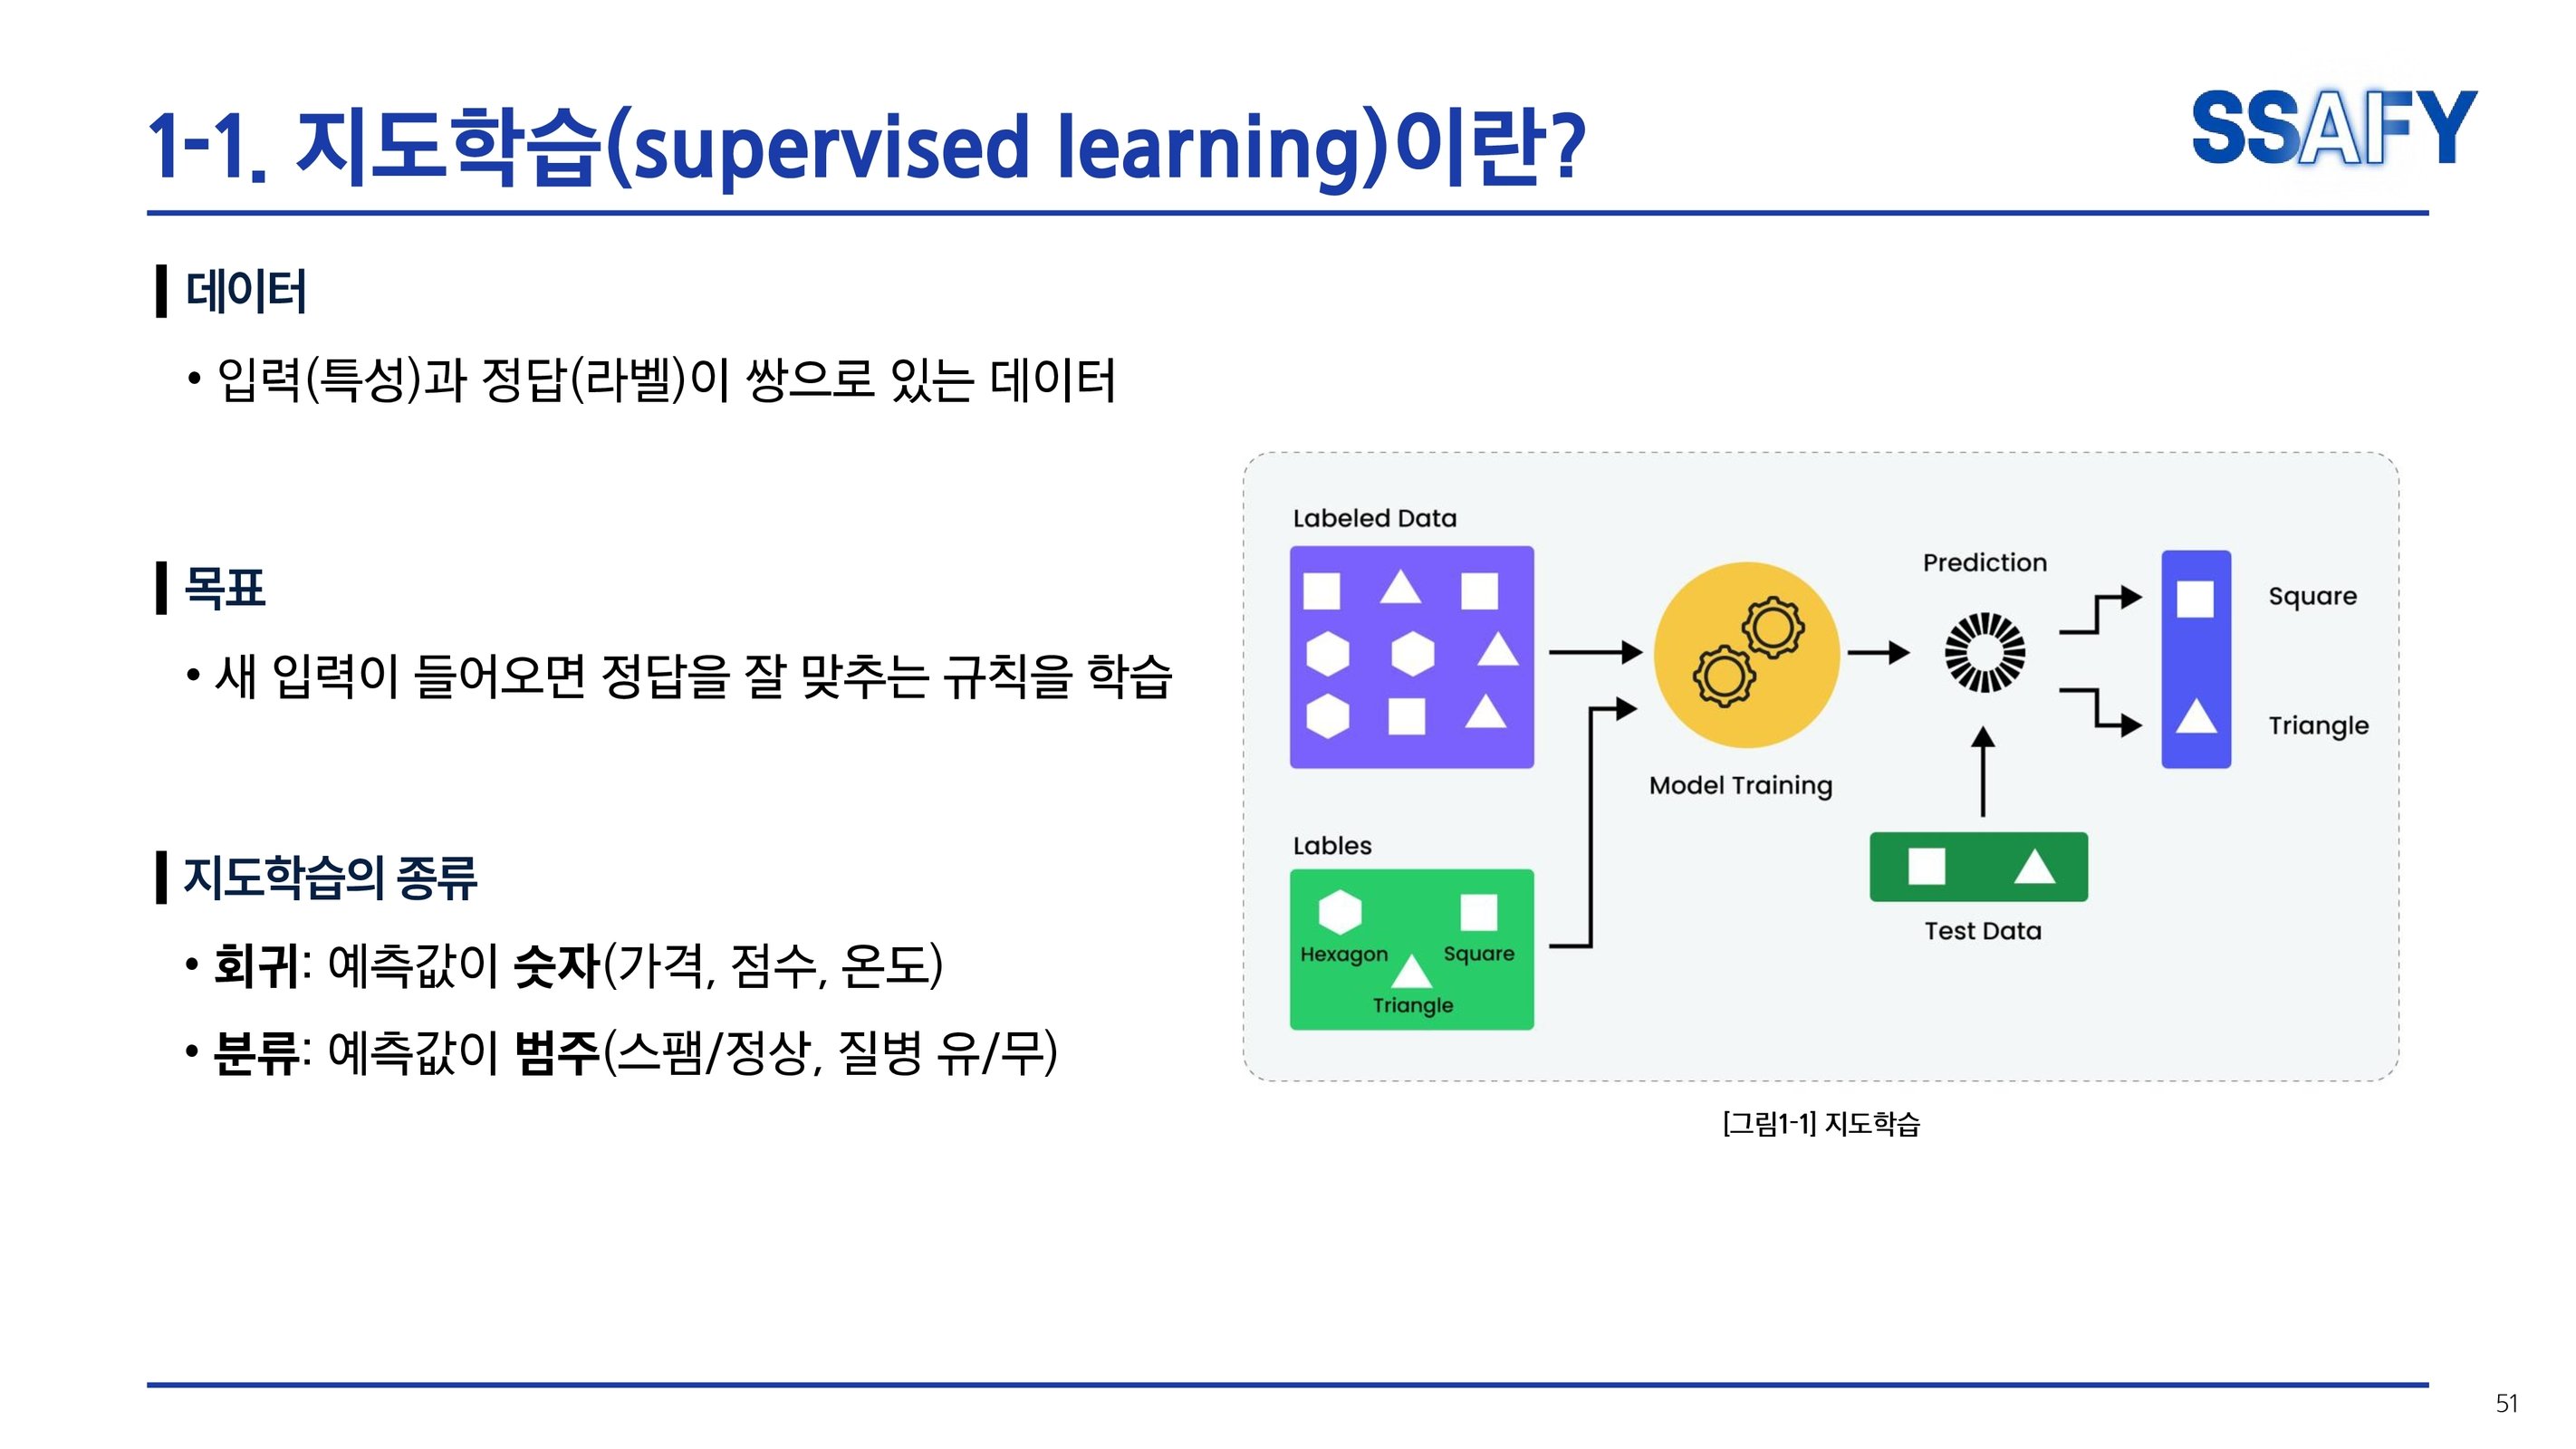 1-1. 지도학습(supervised learning)이란?
SSAFY
데이터
• 입력(특성)과 정답(라벨)이 쌍으로 있는 데이터
목표
• 새 입력이 들어오면 정답을 잘 맞추는 규칙을 학습
지도학습의 종류
• 회귀: 예측값이 숫자(가격, 점수, 온도)
• 분류: 예측값이 범주(스팸/정상, 질병 유/무)
Labeled Data
Prediction
Square
Triangle
Model Training
Lables
Hexagon
Square
Triangle
Test Data
[그림1-1] 지도학습
51